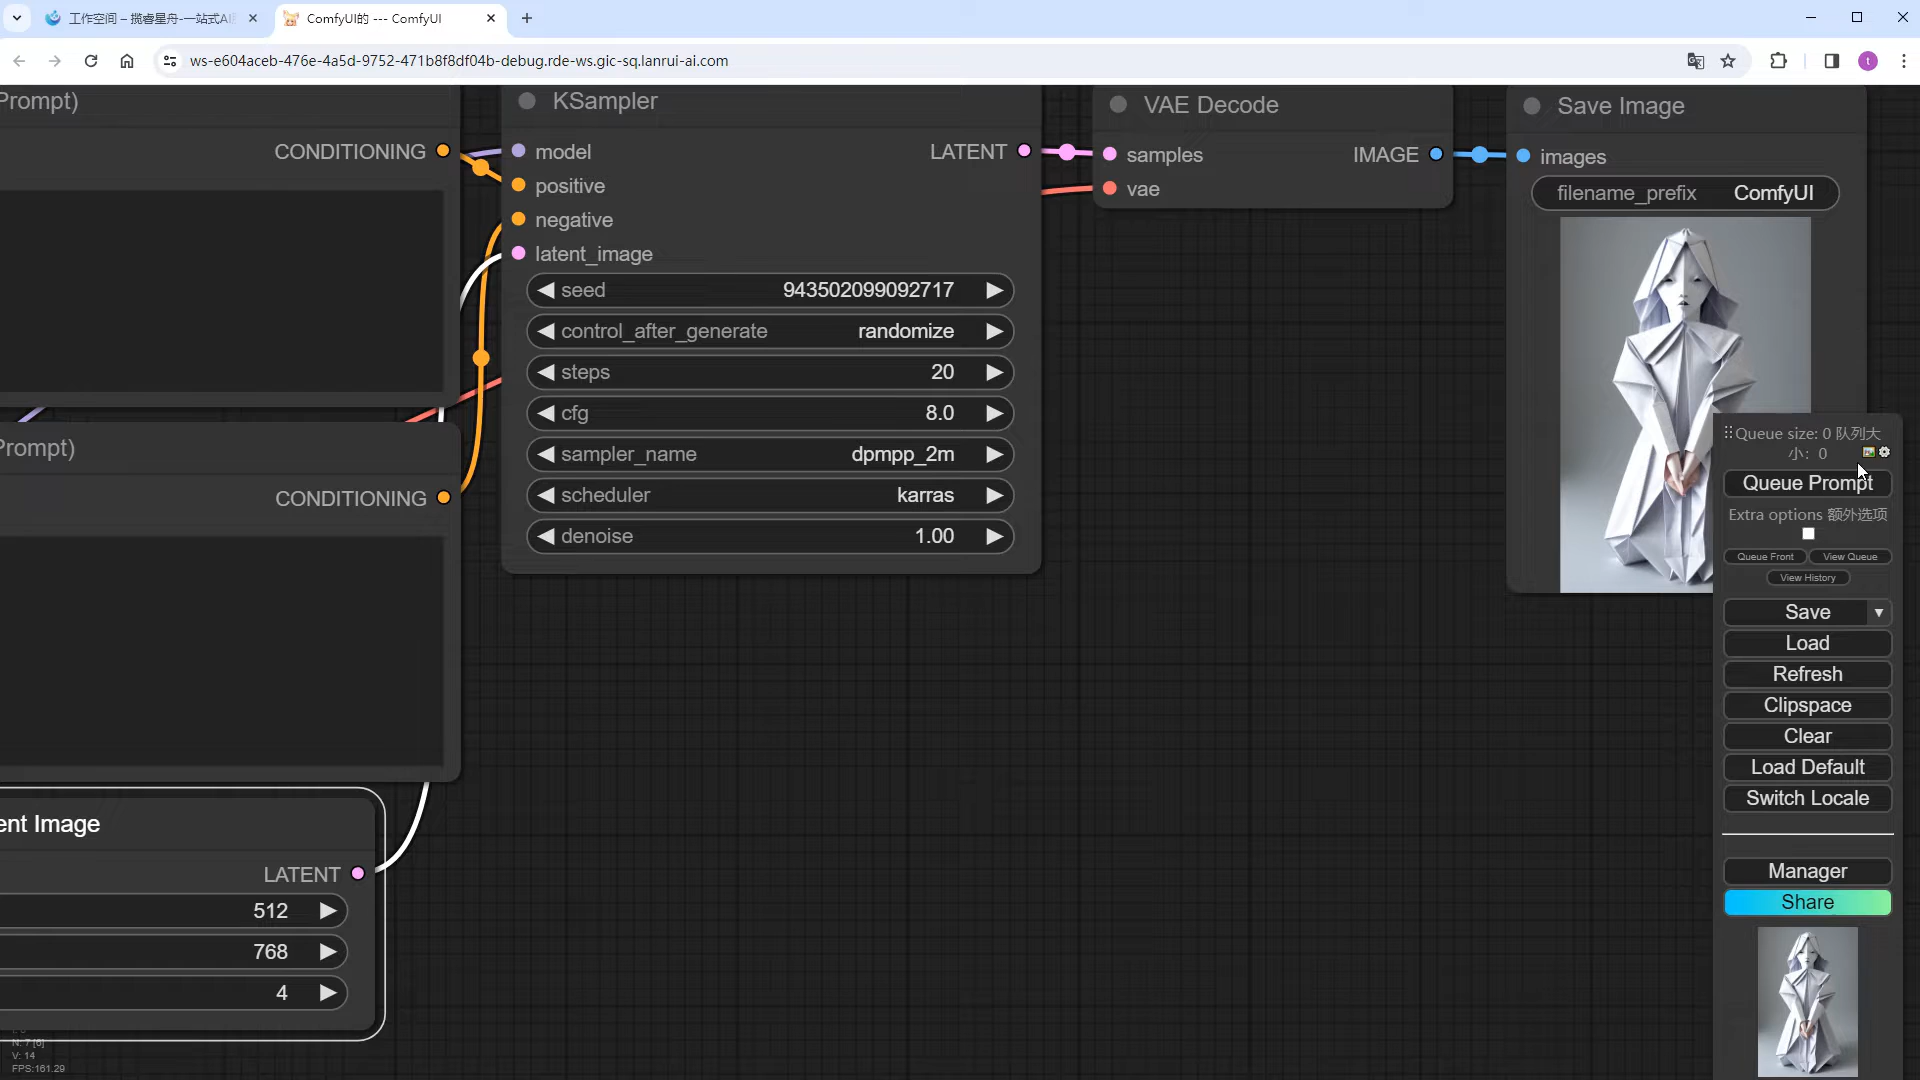 工作空间 – 揽睿星舟-一站式AI
ComfyUI的 --- ComfyUI
ws-e604aceb-476e-4a5d-9752-471b8f8df04b-debug.rde-ws.gic-sq.lanrui-ai.com
t
Prompt)
CONDITIONING
Prompt)
CONDITIONING
ent Image
LATENT
512
768
4
KSampler
model
LATENT
positive
negative
latent_image
seed 943502099092717
control_after_generate randomize
steps 20
cfg 8.0
sampler_name dpmpp_2m
scheduler karras
denoise 1.00
VAE Decode
samples IMAGE
vae
Save Image
images
filename_prefix ComfyUI
Queue size: 0 队列大
小: 0
Queue Prompt
Extra options 额外选项
Queue Front View Queue
View History
Save
Load
Refresh
Clipspace
Clear
Load Default
Switch Locale
Manager
Share
N: 7 [6]
V: 14
FPS:161.29